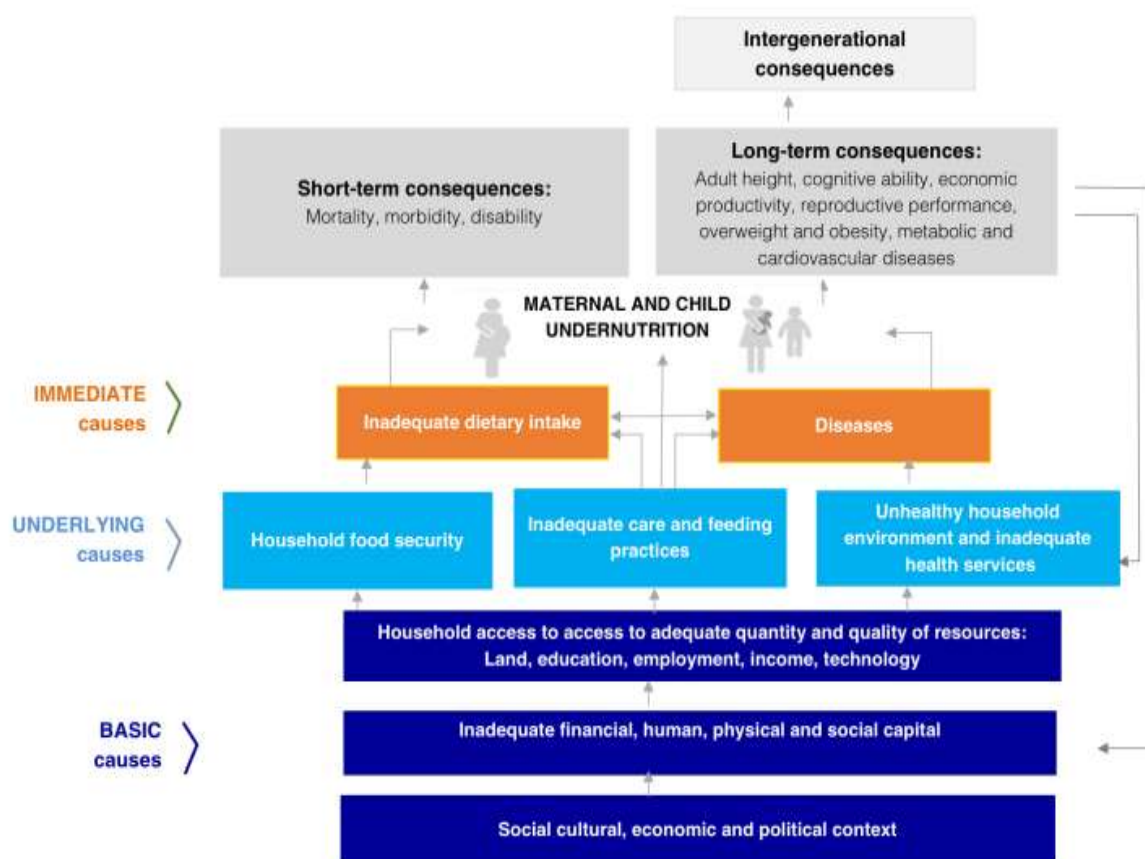 Intergenerational
consequences
Short-term consequences:
Mortality, morbidity, disability
Long-term consequences:
Adult height, cognitive ability, economic
productivity, reproductive performance,
overweight and obesity, metabolic and
cardiovascular diseases
MATERNAL AND CHILD
UNDERNUTRITION
IMMEDIATE
causes
Inadequate dietary intake
Diseases
UNDERLYING
causes
Household food security
Inadequate care and feeding
practices
Unhealthy household
environment and inadequate
health services
Household access to access to adequate quantity and quality of resources:
Land, education, employment, income, technology
BASIC
causes
Inadequate financial, human, physical and social capital
Social cultural, economic and political context